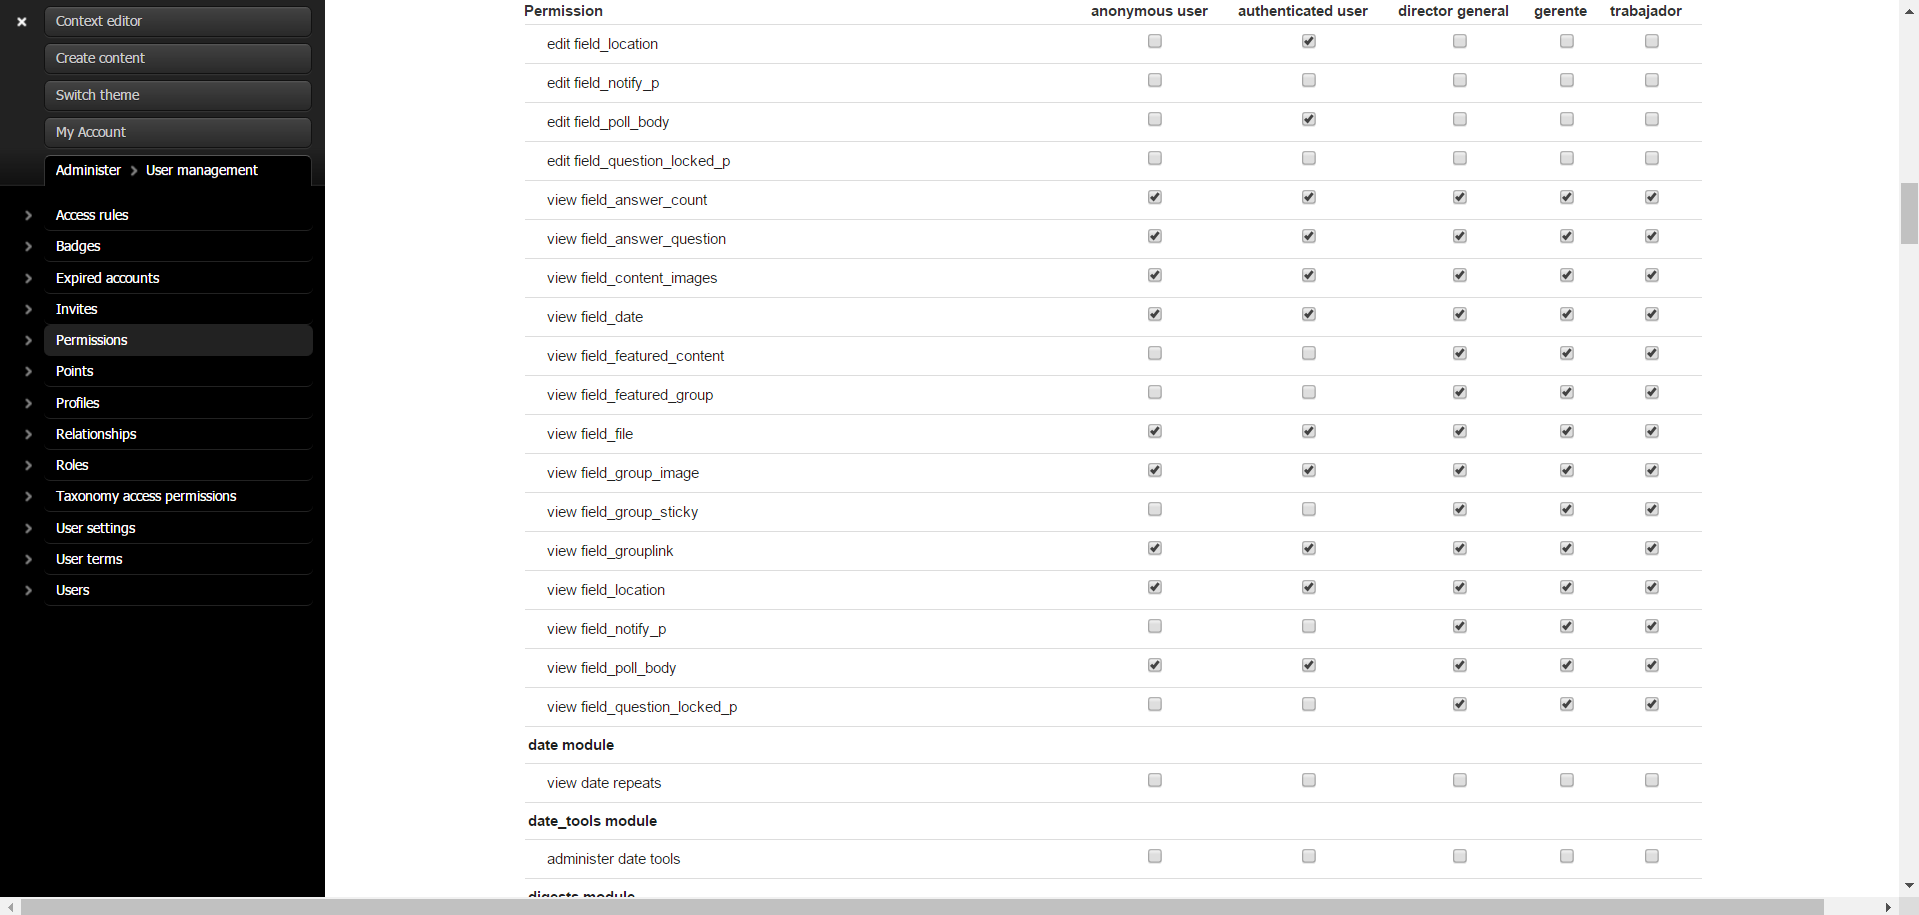 Context editor
Create content
Switch theme
My Account
Administer User management
Access rules
Badges
Expired accounts
Invites
Permissions
Points
Profiles
Relationships
Roles
Taxonomy access permissions
User settings
User terms
Users
Permission anonymous user authenticated user director general gerente trabajador
edit field_location
edit field_notify_p
edit field_poll_body
edit field_question_locked_p
view field_answer_count
view field_answer_question
view field_content_images
view field_date
view field_featured_content
view field_featured_group
view field_file
view field_group_image
view field_group_sticky
view field_grouplink
view field_location
view field_notify_p
view field_poll_body
view field_question_locked_p
date module
view date repeats
date_tools module
administer date tools
digests module